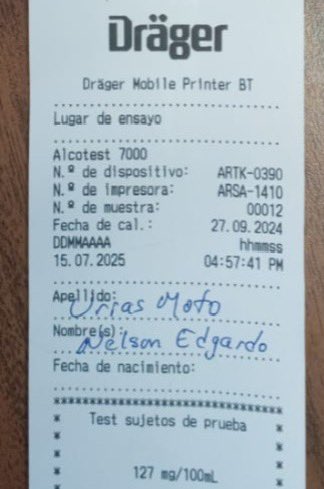 Dräger
Dräger Mobile Printer BT
Lugar de ensayo
Alcotest 7000
N.º de dispositivo: ARTK-0390
N.º de impresora: ARSA-1410
N.º de muestra: 00012
Fecha de cal.: 27.09.2024
DDMMAAAA hhmmss
15.07.2025 04:57:41 PM
Apellido: Urias Moto
Nombre(s): Nelson Edgardo
Fecha de nacimiento:
Test sujetos de prueba
127 mg/100mL